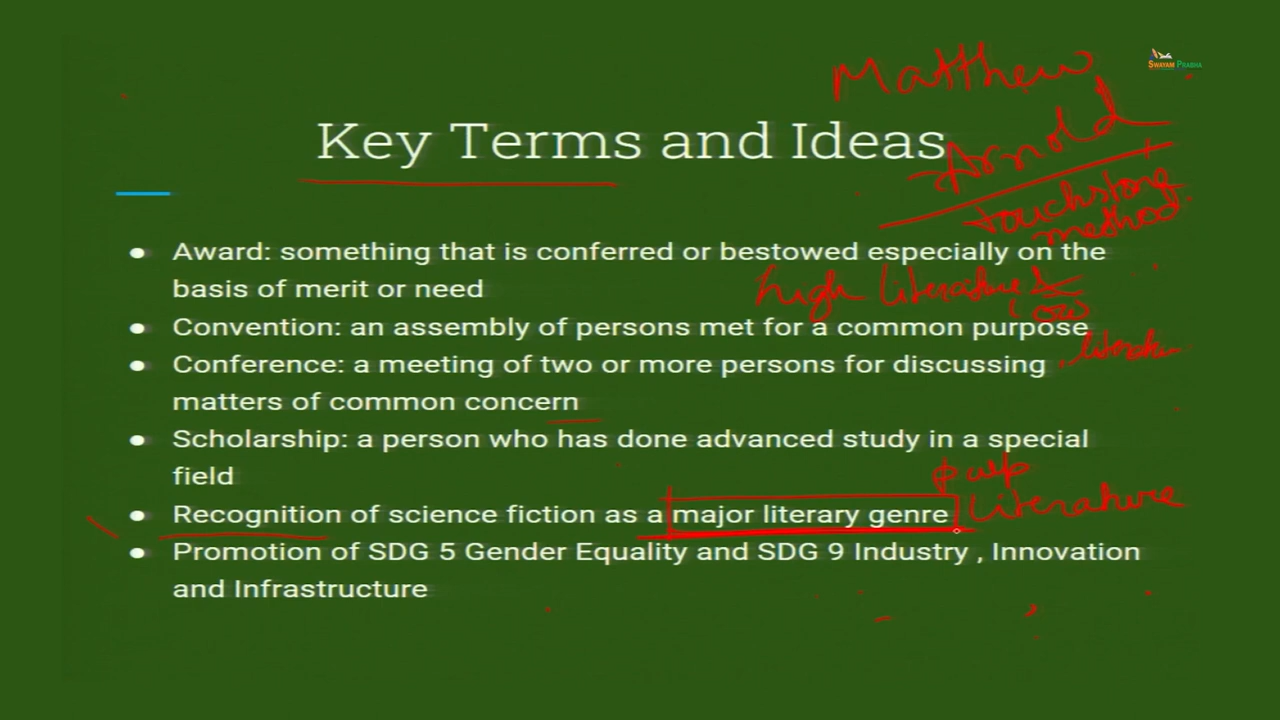 Matthew
SWAYAM PRABHA
Arnold
Key Terms and Ideas
touchstone
method
● Award: something that is conferred or bestowed especially on the
basis of merit or need
high literature
low
● Convention: an assembly of persons met for a common purpose
● Conference: a meeting of two or more persons for discussing
matters of common concern
● Scholarship: a person who has done advanced study in a special
field
pulp
Literature
● Recognition of science fiction as a major literary genre
● Promotion of SDG 5 Gender Equality and SDG 9 Industry , Innovation
and Infrastructure